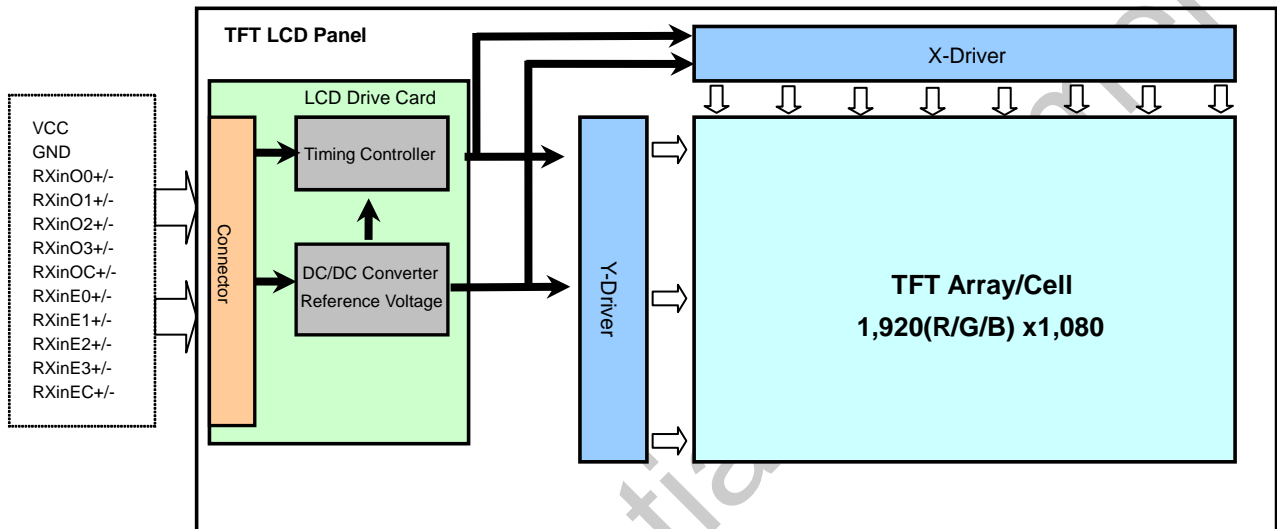 TFT LCD Panel
X-Driver
LCD Drive Card
VCC
GND
RXinO0+/-
RXinO1+/-
RXinO2+/-
RXinO3+/-
RXinOC+/-
RXinE0+/-
RXinE1+/-
RXinE2+/-
RXinE3+/-
RXinEC+/-
Connector
Timing Controller
DC/DC Converter
Reference Voltage
Y-Driver
TFT Array/Cell
1,920(R/G/B) x1,080